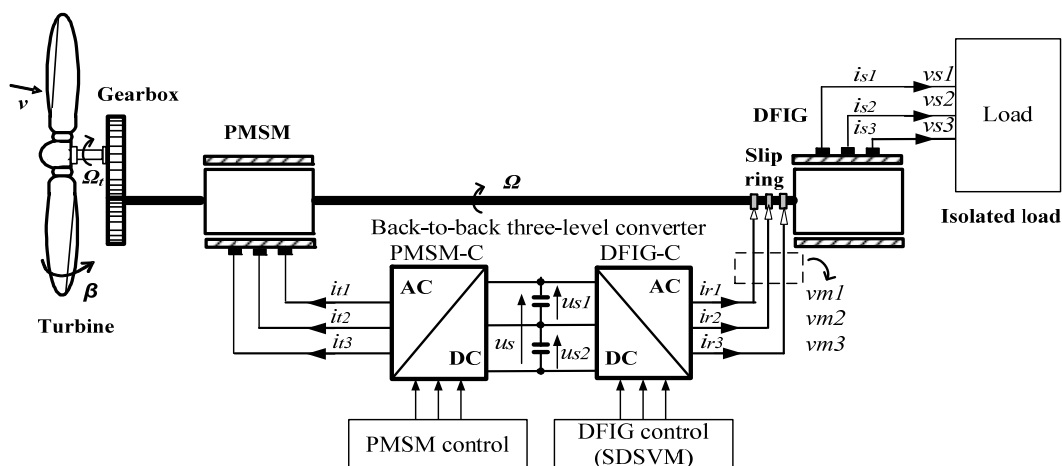 v
Gearbox
Ωt
β
Turbine
PMSM
Ω
Back-to-back three-level converter
PMSM-C
DFIG-C
AC
DC
AC
DC
it1
it2
it3
us
us1
us2
ir1
ir2
ir3
PMSM control
DFIG control
(SDSVM)
Slip
ring
DFIG
is1
is2
is3
vs1
vs2
vs3
Load
Isolated load
vm1
vm2
vm3